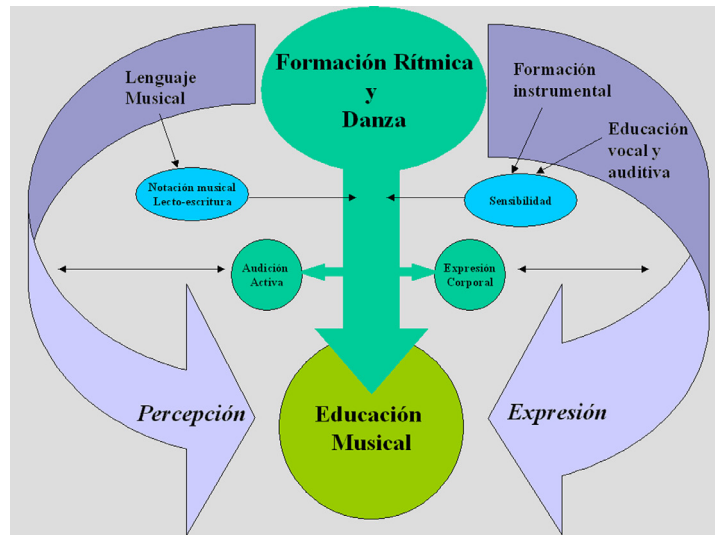 Formación Rítmica
y
Danza
Lenguaje
Musical
Formación
instrumental
Educación
vocal y
auditiva
Notación musical
Lecto-escritura
Sensibilidad
Audición
Activa
Expresión
Corporal
Percepción
Educación
Musical
Expresión